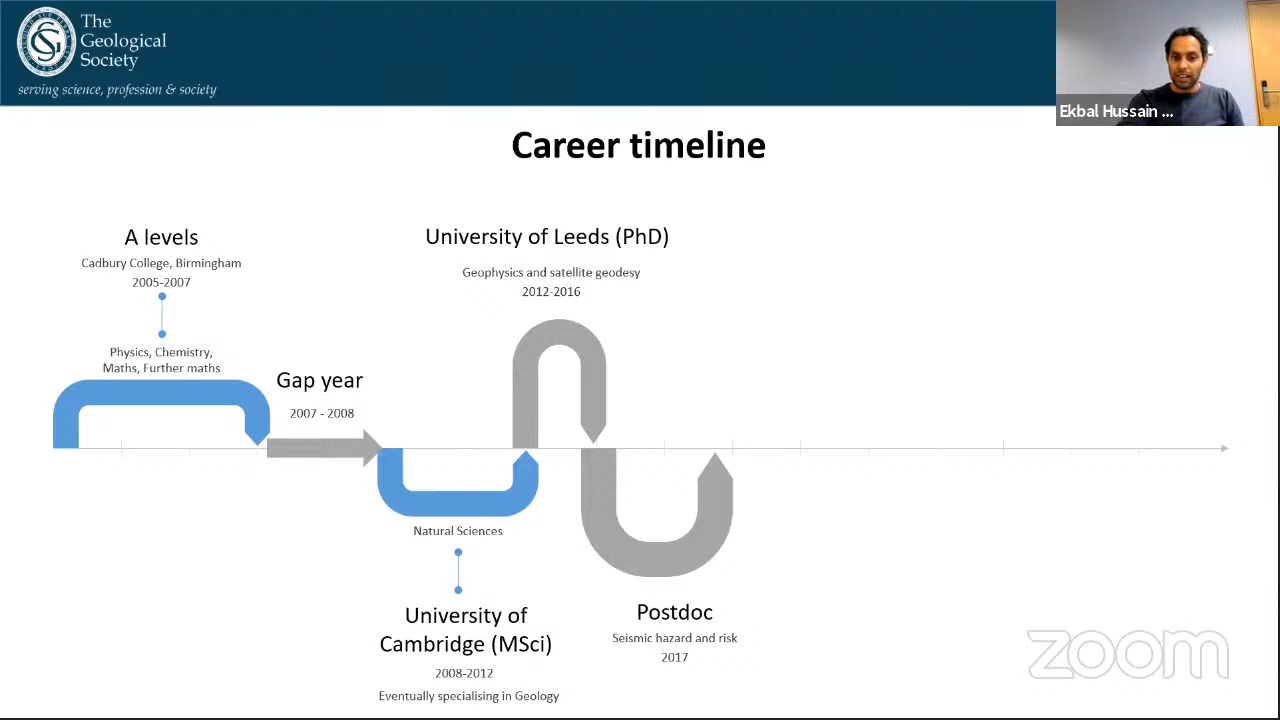 The
Geological
Society
serving science, profession & society
Ekbal Hussain ...
Career timeline
A levels
Cadbury College, Birmingham
2005-2007
Physics, Chemistry,
Maths, Further maths
Gap year
2007 - 2008
University of Leeds (PhD)
Geophysics and satellite geodesy
2012-2016
Natural Sciences
University of
Cambridge (MSci)
2008-2012
Eventually specialising in Geology
Postdoc
Seismic hazard and risk
2017
zoom